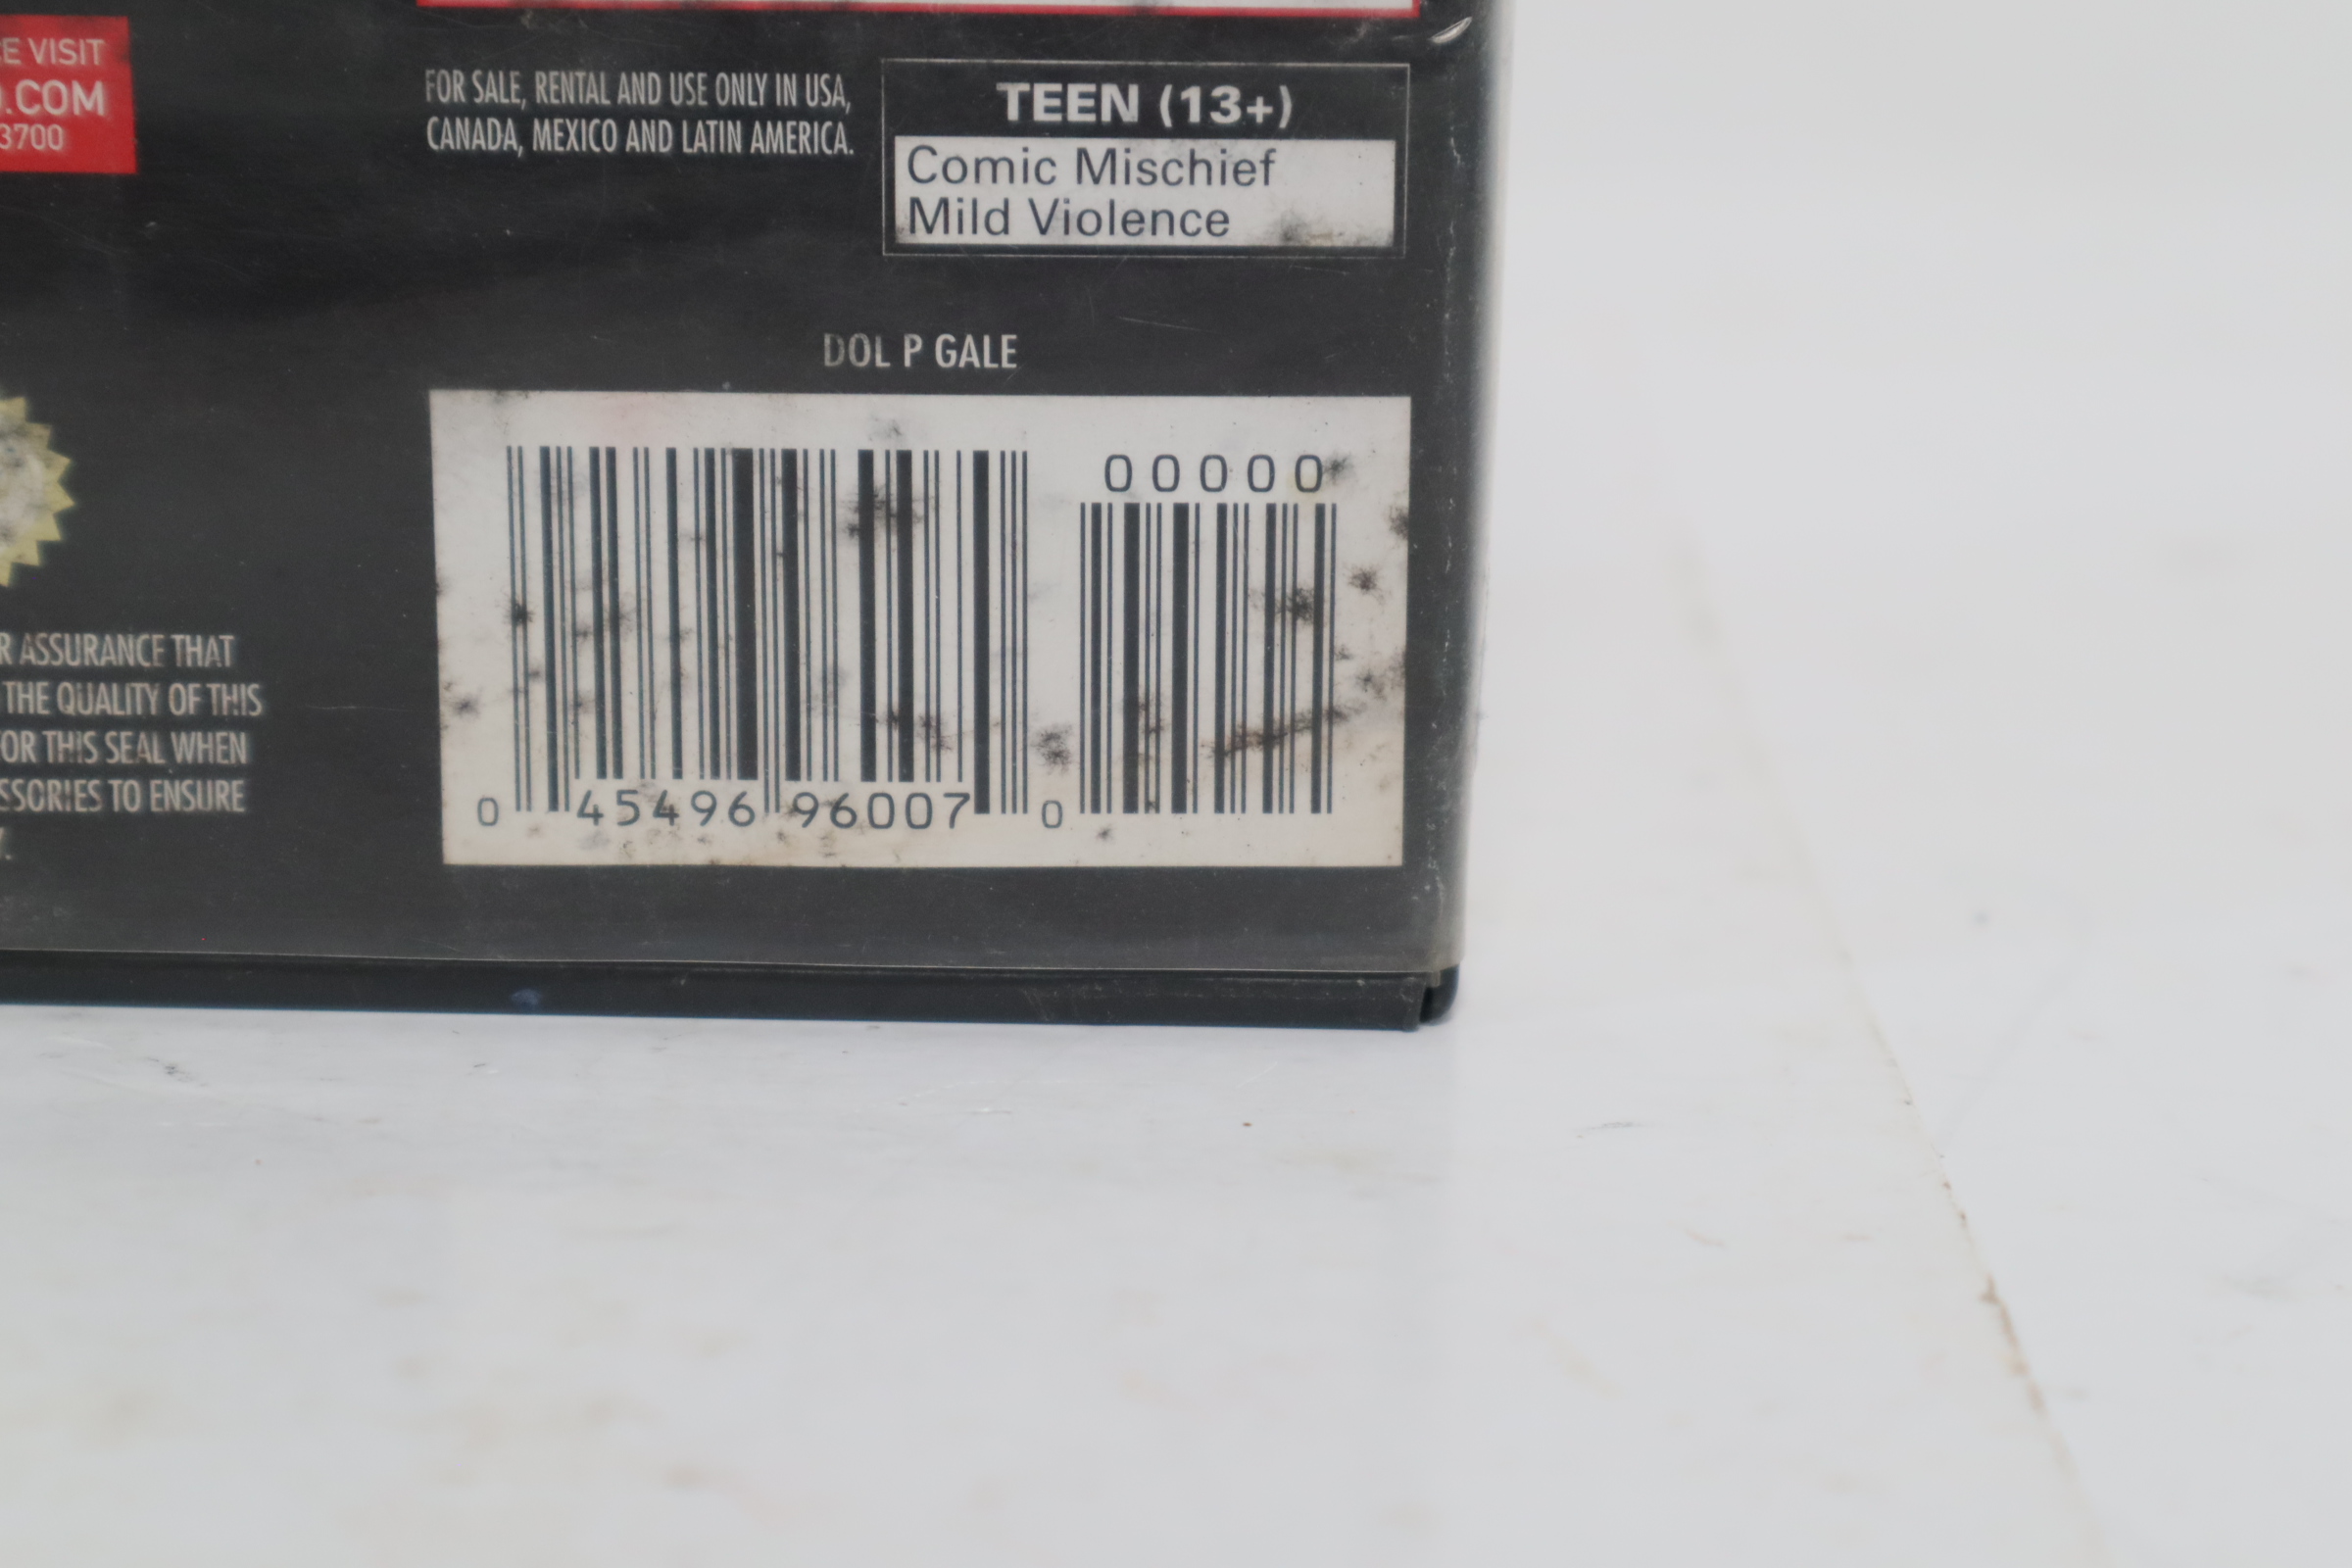 E VISIT
.COM
3700
FOR SALE, RENTAL AND USE ONLY IN USA,
CANADA, MEXICO AND LATIN AMERICA.
TEEN (13+)
Comic Mischief
Mild Violence
DOL P GALE
00000
0 45496 96007 0
R ASSURANCE THAT
THE QUALITY OF THIS
OR THIS SEAL WHEN
SSORIES TO ENSURE